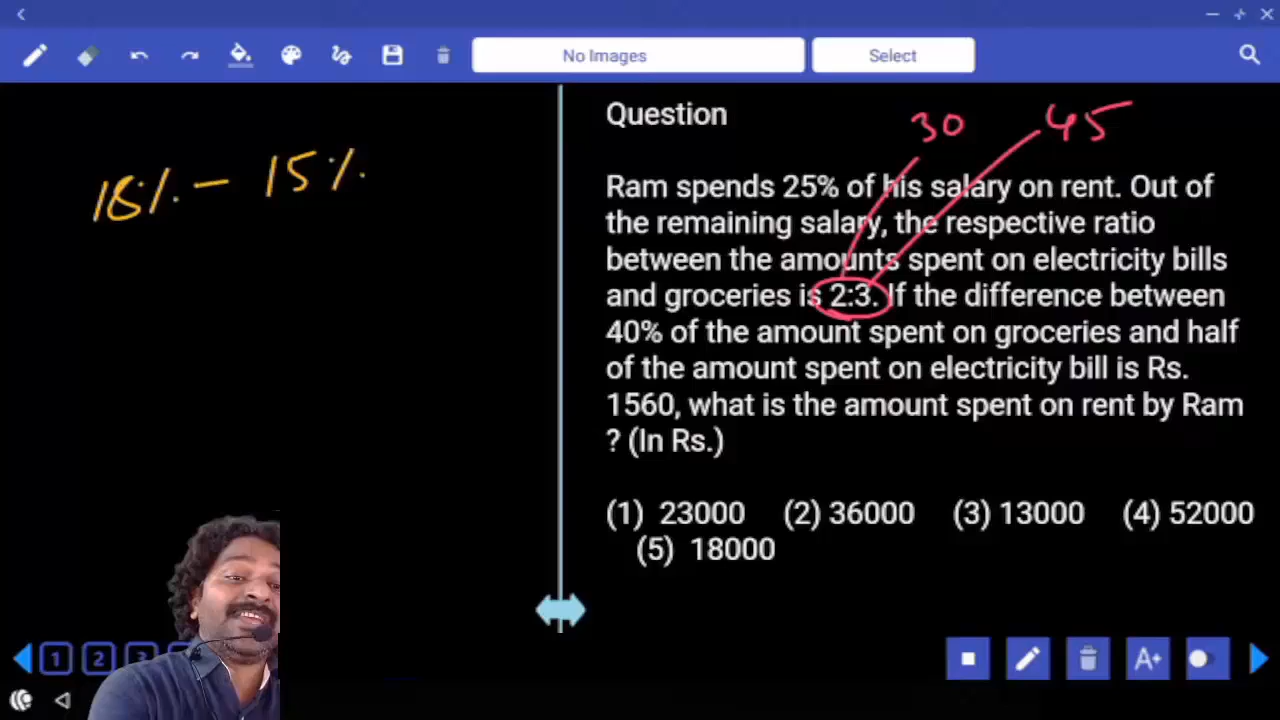 No Images
Select
Question
30
45
18% - 15%
Ram spends 25% of his salary on rent. Out of
the remaining salary, the respective ratio
between the amounts spent on electricity bills
and groceries is 2:3. If the difference between
40% of the amount spent on groceries and half
of the amount spent on electricity bill is Rs.
1560, what is the amount spent on rent by Ram
? (In Rs.)
(1) 23000 (2) 36000 (3) 13000 (4) 52000
(5) 18000
1 2 3
A+